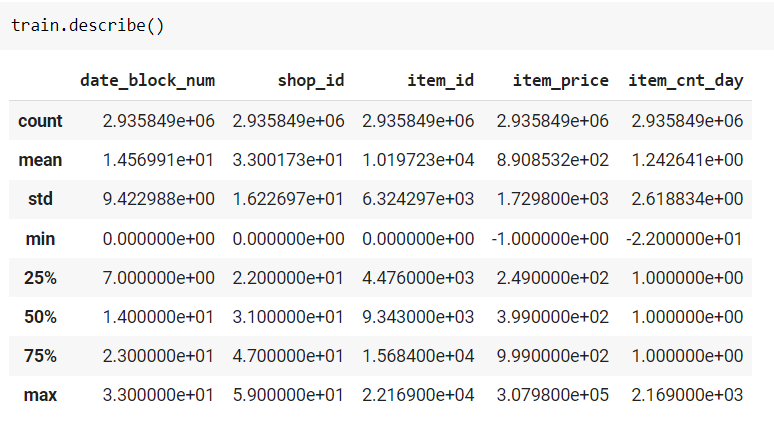 train.describe()
date_block_num shop_id item_id item_price item_cnt_day
count 2.935849e+06 2.935849e+06 2.935849e+06 2.935849e+06 2.935849e+06
mean 1.456991e+01 3.300173e+01 1.019723e+04 8.908532e+02 1.242641e+00
std 9.422988e+00 1.622697e+01 6.324297e+03 1.729800e+03 2.618834e+00
min 0.000000e+00 0.000000e+00 0.000000e+00 -1.000000e+00 -2.200000e+01
25% 7.000000e+00 2.200000e+01 4.476000e+03 2.490000e+02 1.000000e+00
50% 1.400000e+01 3.100000e+01 9.343000e+03 3.990000e+02 1.000000e+00
75% 2.300000e+01 4.700000e+01 1.568400e+04 9.990000e+02 1.000000e+00
max 3.300000e+01 5.900000e+01 2.216900e+04 3.079800e+05 2.169000e+03